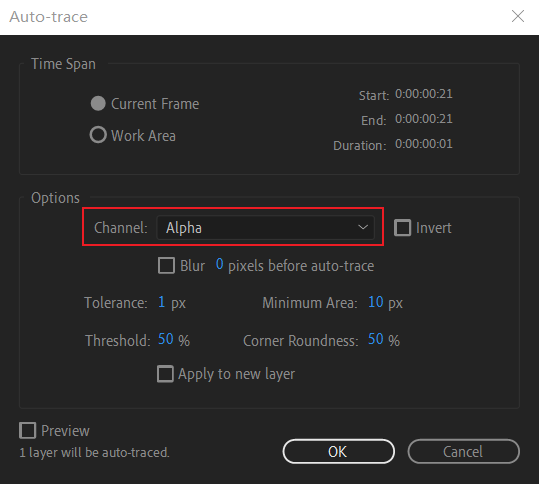 Auto-trace
Time Span
Current Frame
Start: 0:00:00:21
End: 0:00:00:21
Work Area
Duration: 0:00:00:01
Options
Channel: Alpha Invert
Blur 0 pixels before auto-trace
Tolerance: 1 px Minimum Area: 10 px
Threshold: 50 % Corner Roundness: 50 %
Apply to new layer
Preview
1 layer will be auto-traced.
OK Cancel